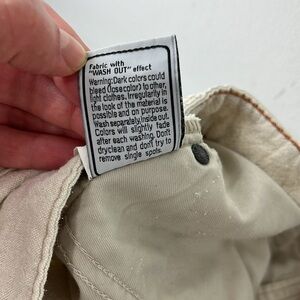 Fabric with
"WASH OUT" effect
Warning:Dark colors could
bleed (lose color) to other,
light clothes. Irregularity in
the look of the material is
possible and on purpose.
Wash separately, inside out.
Colors will slightly fade
after each washing. Don't
dryclean and don't try to
remove single spots.